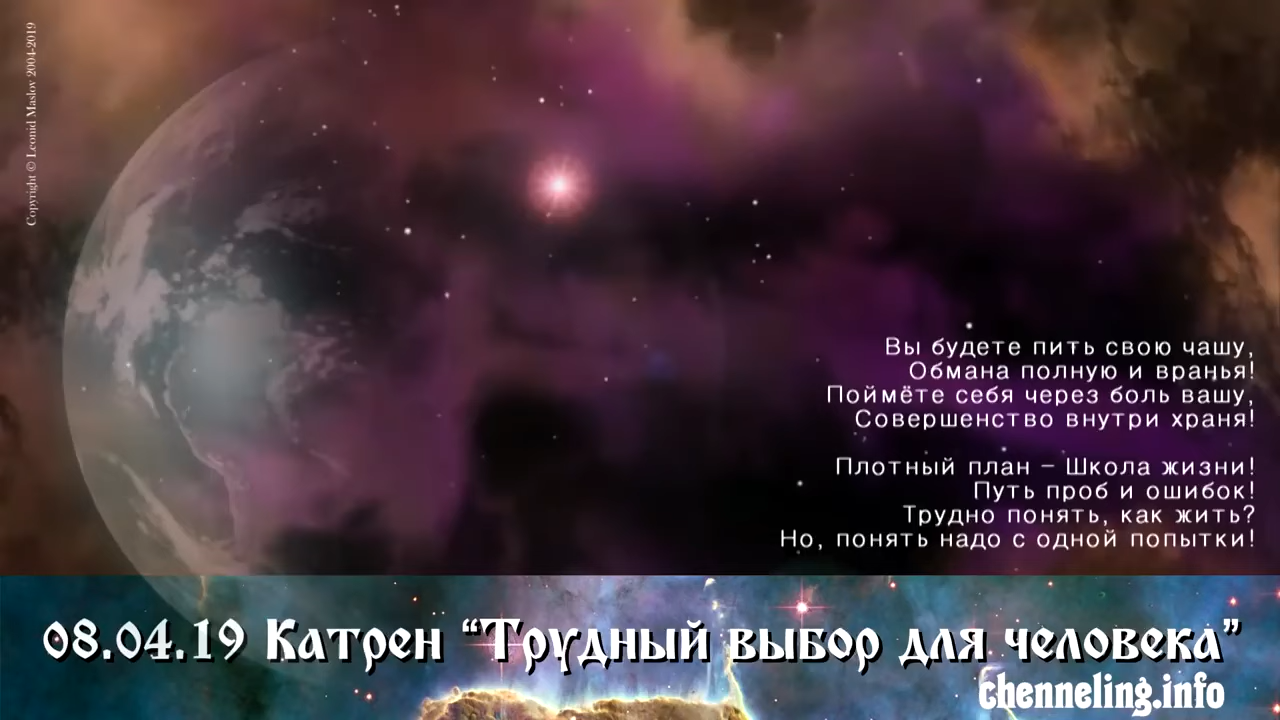 Copyright © Leonid Maslov 2004-2019
Вы будете пить свою чашу,
Обмана полную и вранья!
Поймёте себя через боль вашу,
Совершенство внутри храня!
Плотный план – Школа жизни!
Путь проб и ошибок!
Трудно понять, как жить?
Но, понять надо с одной попытки!
08.04.19 Катрен “Трудный выбор для человека”
chenneling.info